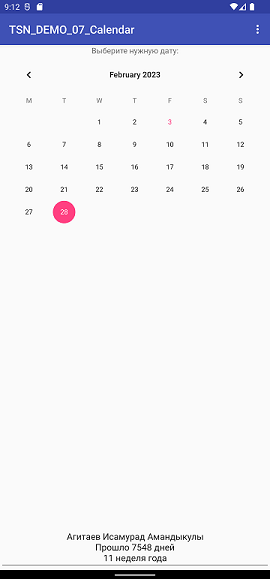 9:12
TSN_DEMO_07_Calendar
Выберите нужную дату:
February 2023
M T W T F S S
1 2 3 4 5
6 7 8 9 10 11 12
13 14 15 16 17 18 19
20 21 22 23 24 25 26
27 28
Агитаев Исамурад Амандыкулы
Прошло 7548 дней
11 неделя года